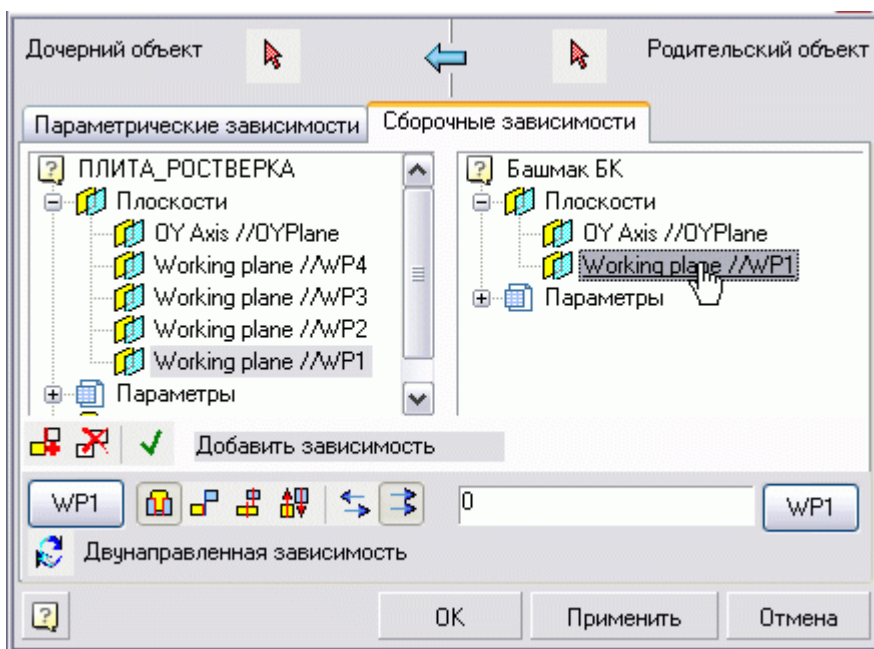 Дочерний объект
Родительский объект
Параметрические зависимости
Сборочные зависимости
ПЛИТА_РОСТВЕРКА
Плоскости
OY Axis //OYPlane
Working plane //WP4
Working plane //WP3
Working plane //WP2
Working plane //WP1
Параметры
Башмак БК
Плоскости
OY Axis //OYPlane
Working plane //WP1
Параметры
Добавить зависимость
WP1
0
WP1
Двунаправленная зависимость
OK
Применить
Отмена